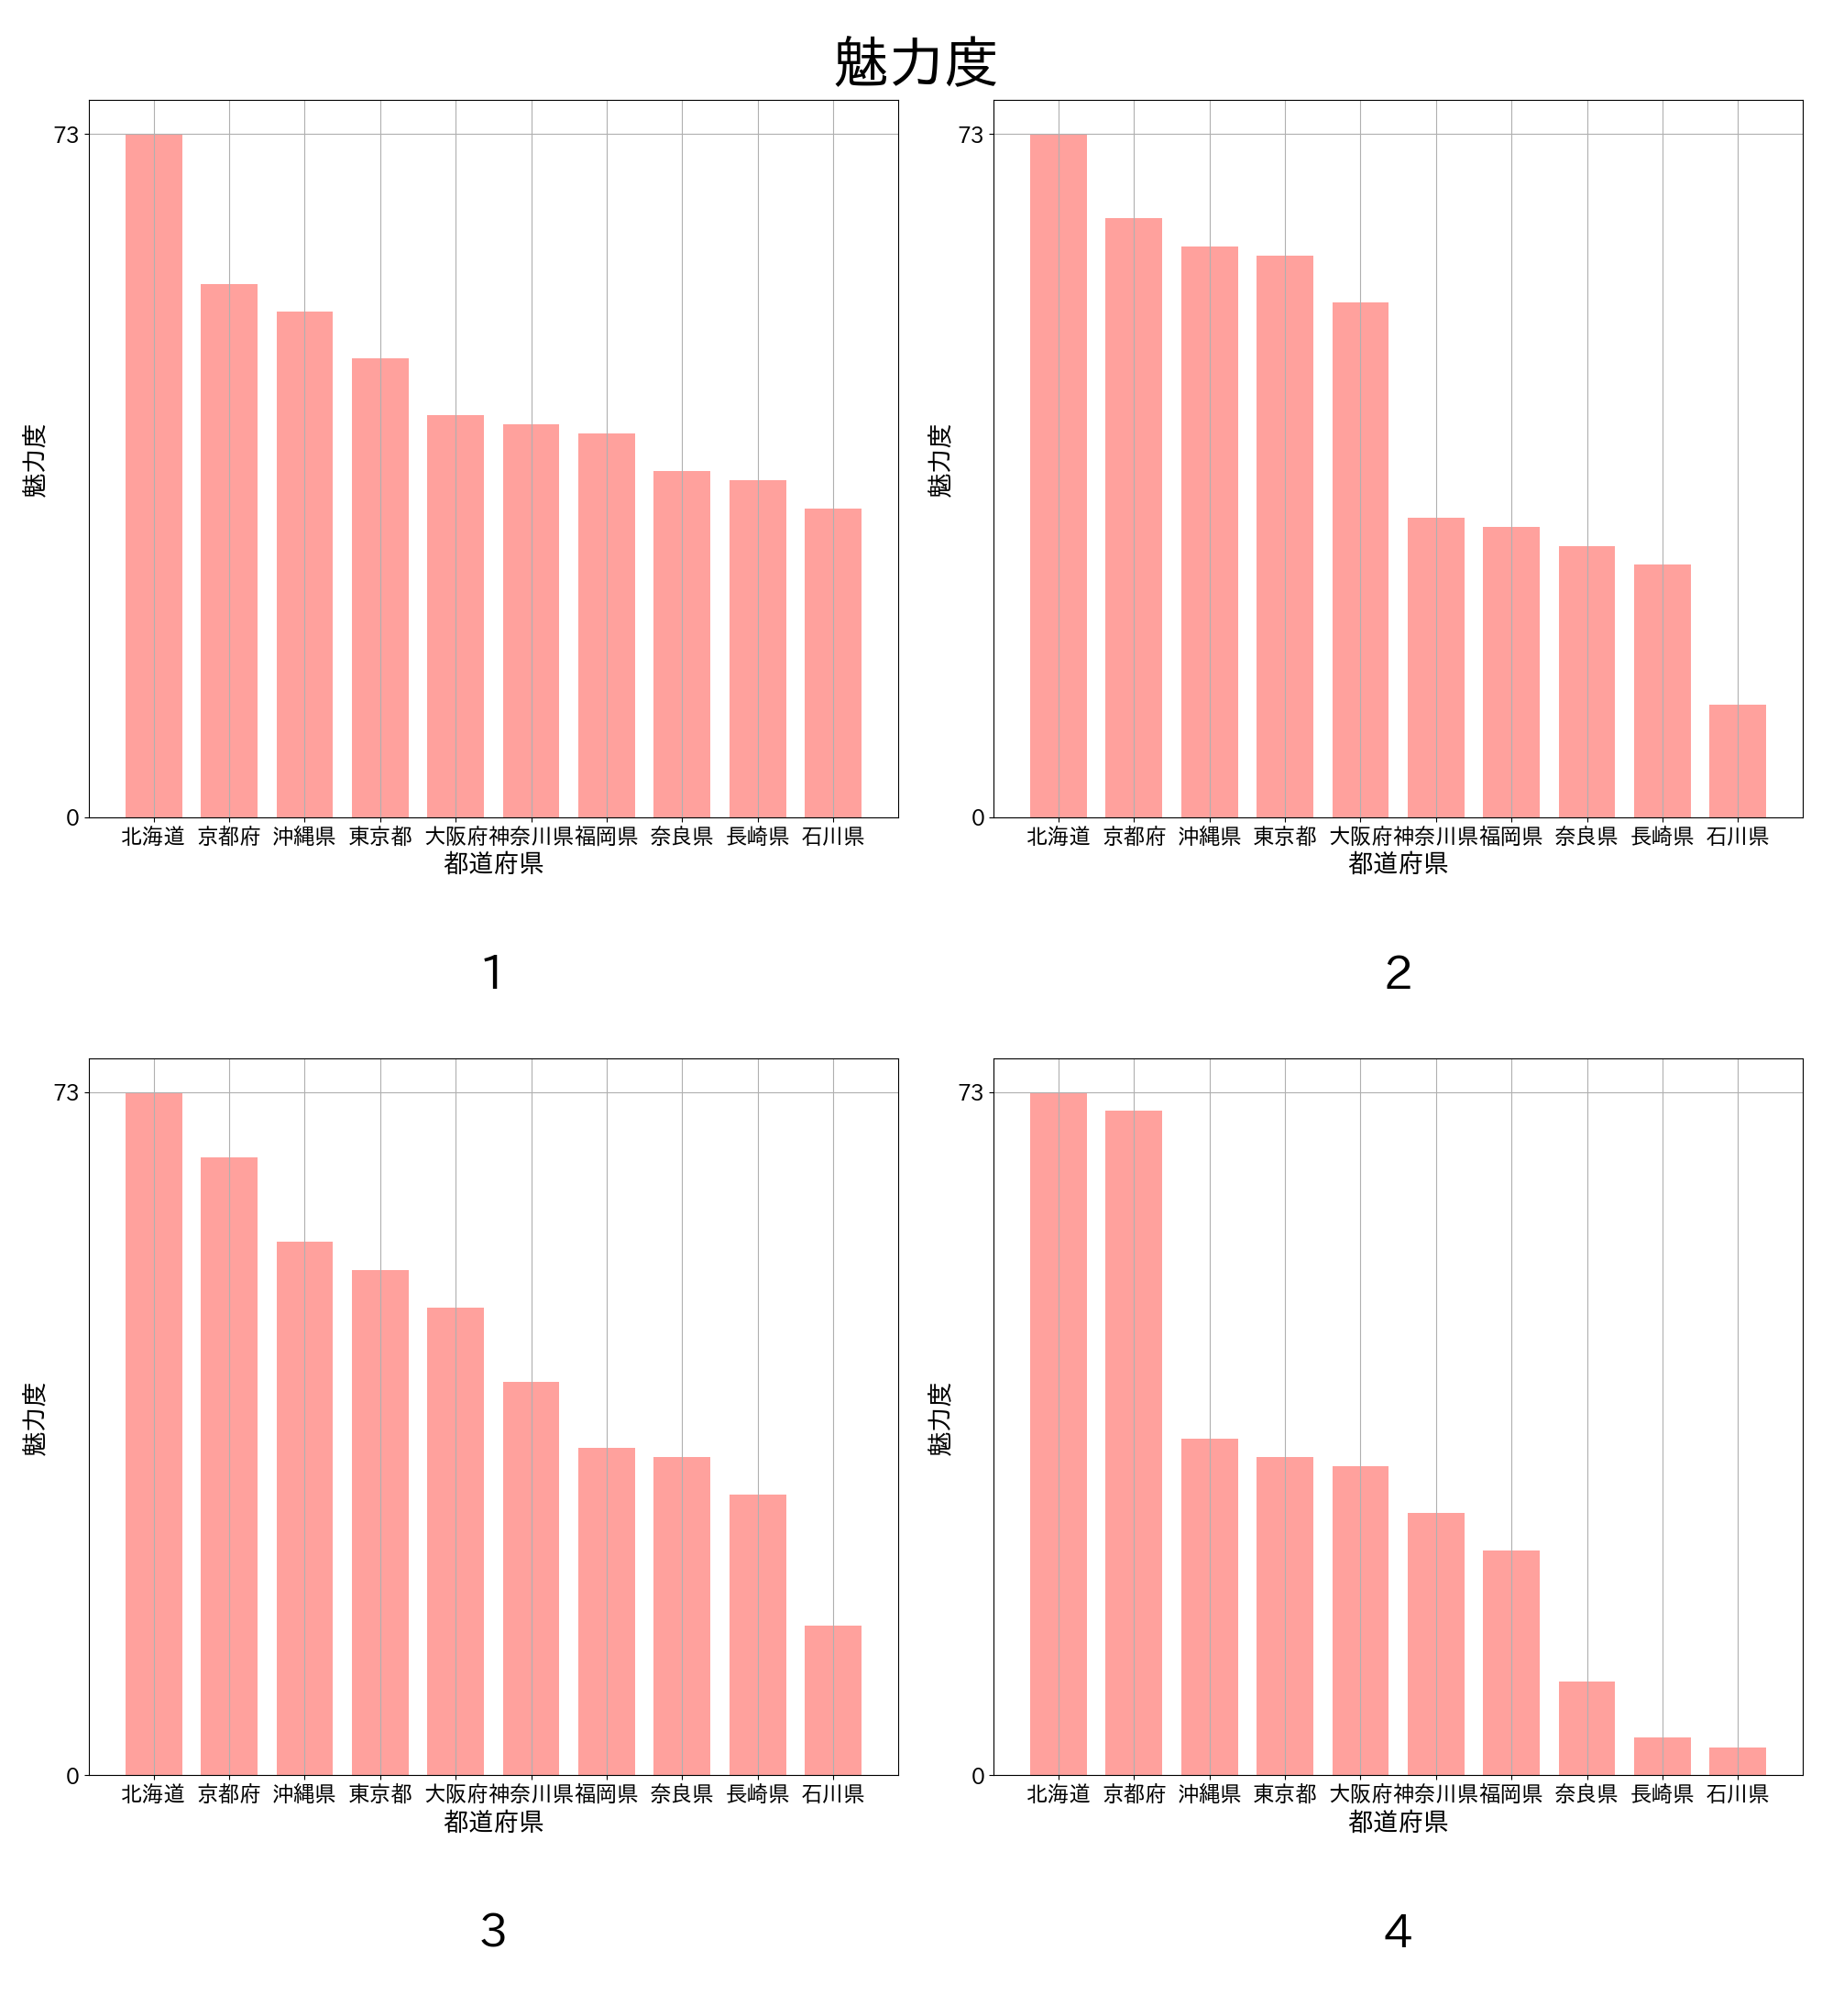 魅力度
73
魅力度
0
北海道 京都府 沖縄県 東京都 大阪府 神奈川県 福岡県 奈良県 長崎県 石川県
都道府県
1
73
魅力度
0
北海道 京都府 沖縄県 東京都 大阪府 神奈川県 福岡県 奈良県 長崎県 石川県
都道府県
2
73
魅力度
0
北海道 京都府 沖縄県 東京都 大阪府 神奈川県 福岡県 奈良県 長崎県 石川県
都道府県
3
73
魅力度
0
北海道 京都府 沖縄県 東京都 大阪府 神奈川県 福岡県 奈良県 長崎県 石川県
都道府県
4